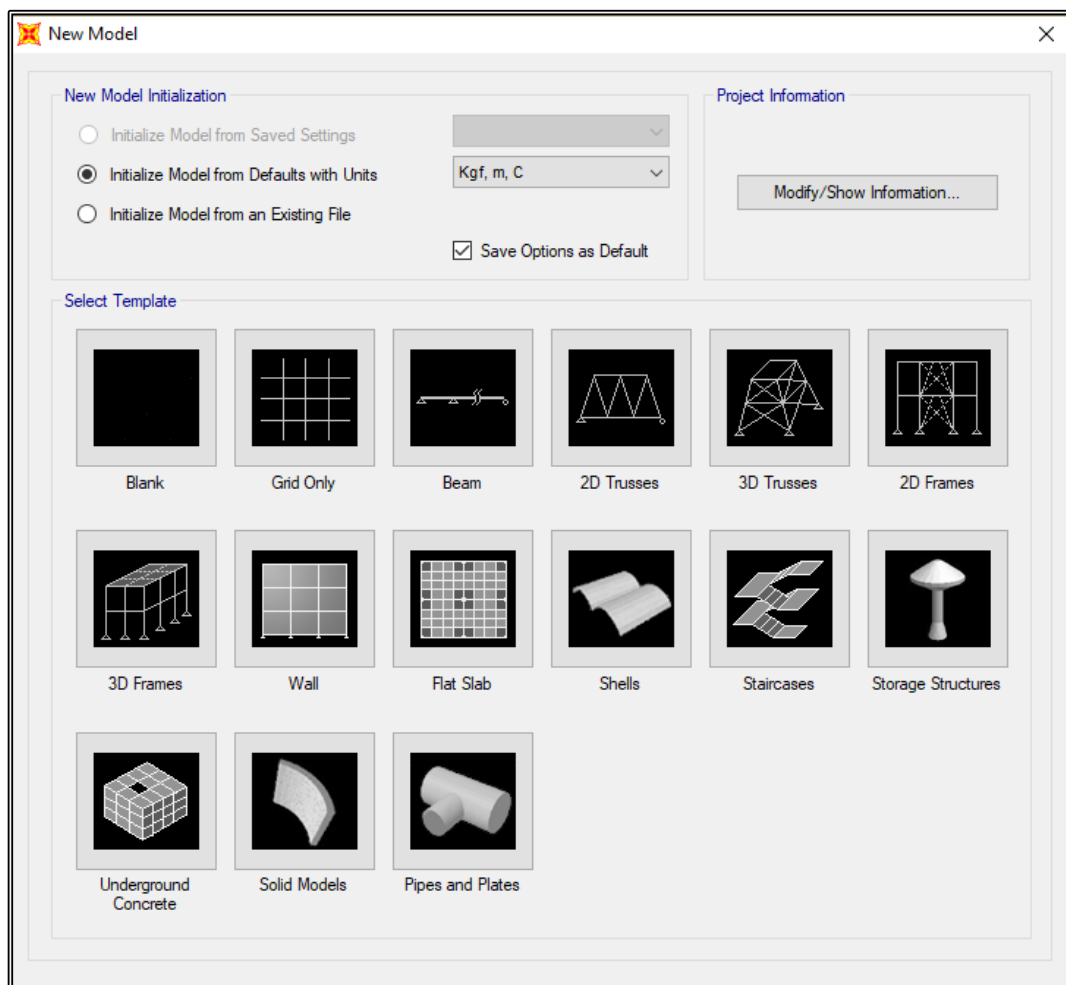 New Model
New Model Initialization
Initialize Model from Saved Settings
Initialize Model from Defaults with Units
Kgf, m, C
Initialize Model from an Existing File
Save Options as Default
Project Information
Modify/Show Information...
Select Template
Blank
Grid Only
Beam
2D Trusses
3D Trusses
2D Frames
3D Frames
Wall
Flat Slab
Shells
Staircases
Storage Structures
Underground
Concrete
Solid Models
Pipes and Plates